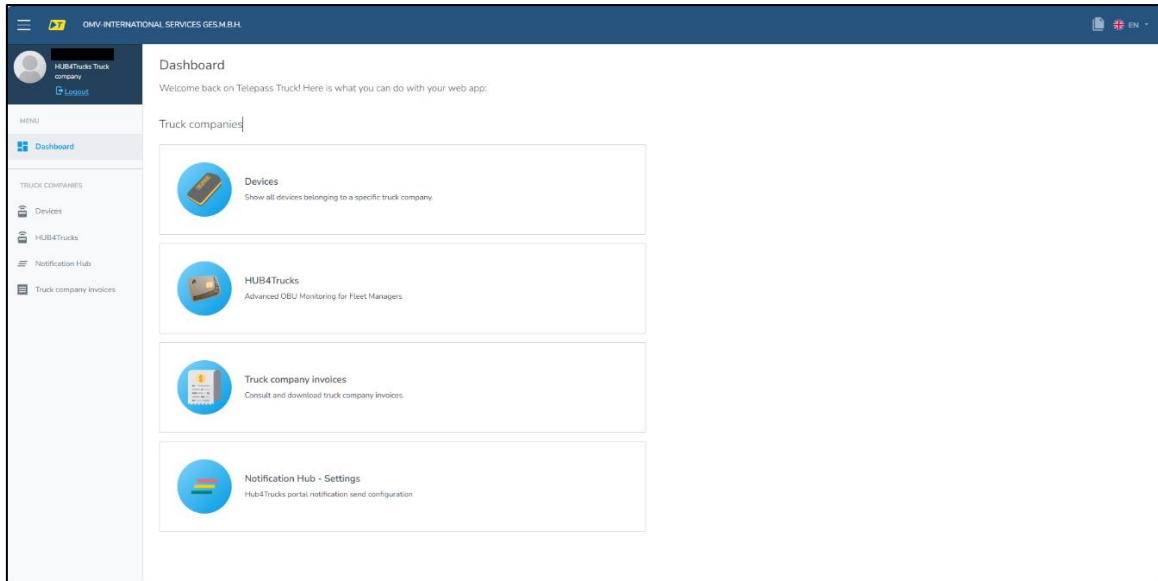 OMV-INTERNATIONAL SERVICES GES.M.B.H.
EN
HUB4Trucks Truck
company
Logout
MENU
Dashboard
TRUCK COMPANIES
Devices
HUB4Trucks
Notification Hub
Truck company invoices
Dashboard
Welcome back on Telepass Truck! Here is what you can do with your web app:
Truck companies
Devices
Show all devices belonging to a specific truck company.
HUB4Trucks
Advanced OBU Monitoring for Fleet Managers
Truck company invoices
Consult and download truck company invoices.
Notification Hub - Settings
Hub4Trucks portal notification send configuration